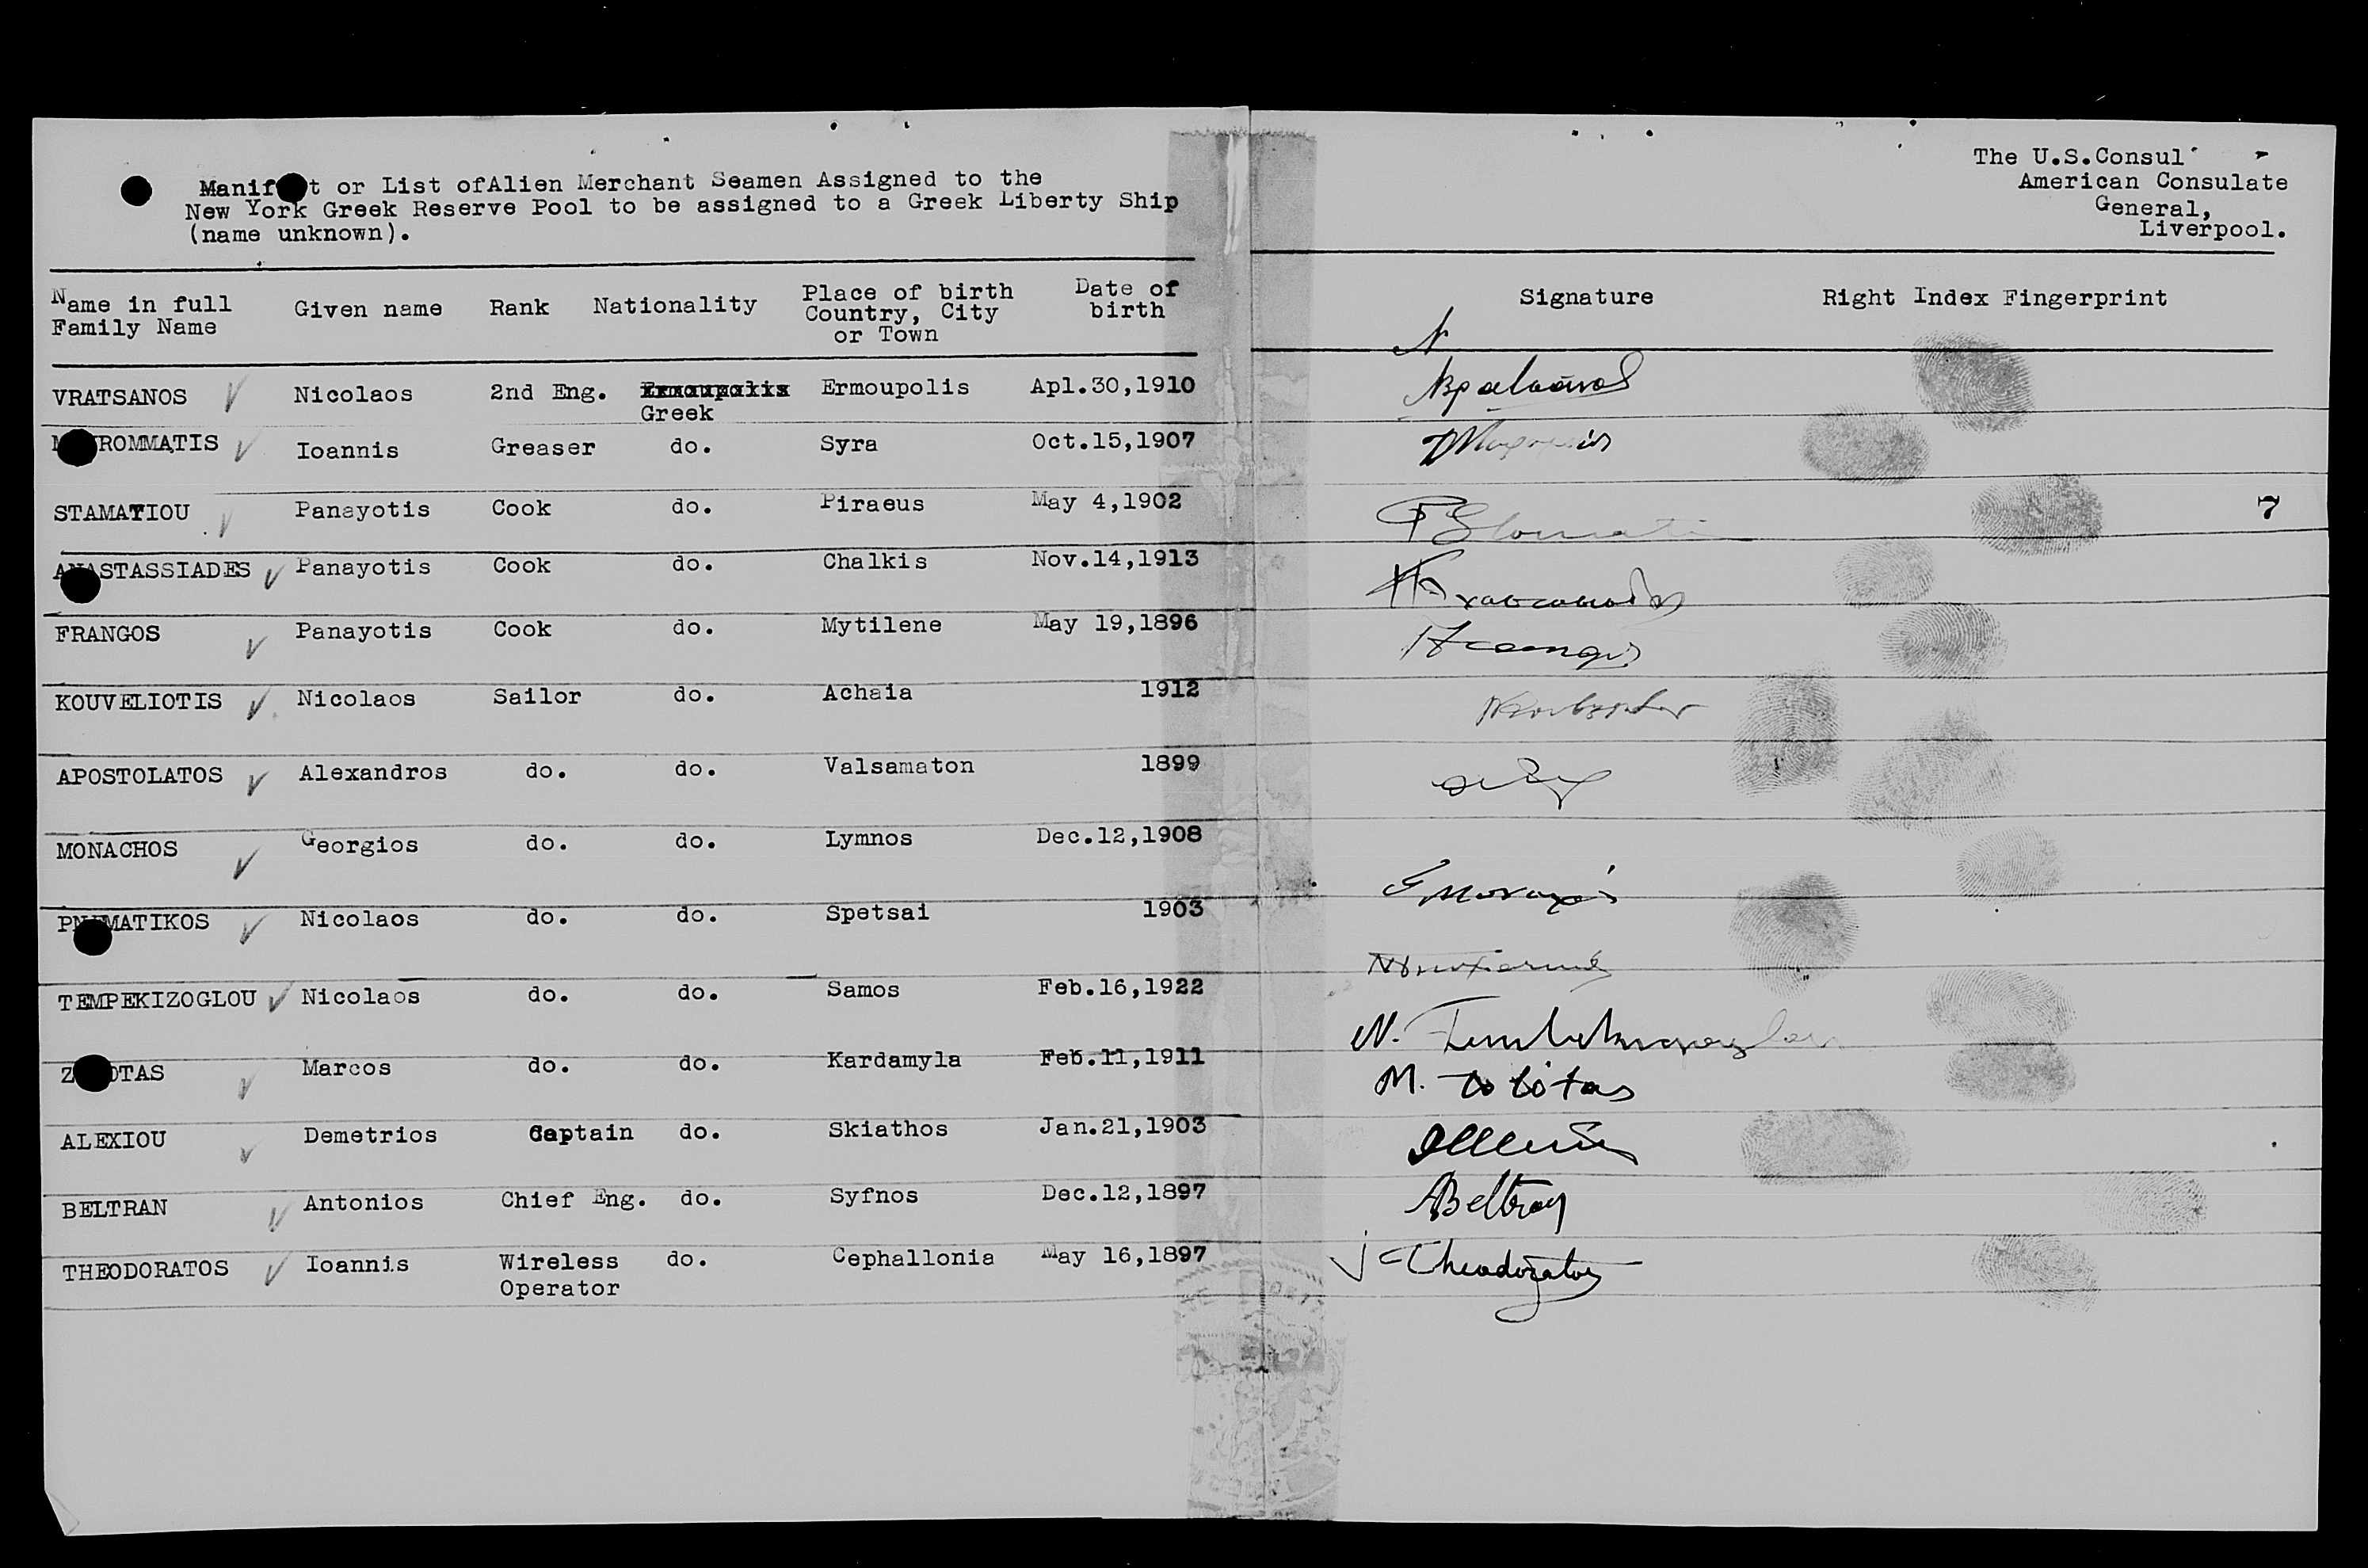 The U.S.Consul
American Consulate
General,
Liverpool.
Manif t or List ofAlien Merchant Seamen Assigned to the
New York Greek Reserve Pool to be assigned to a Greek Liberty Ship
(name unknown).
Name in full Family Name Given name Rank Nationality Place of birth Country, City or Town Date of birth Signature Right Index Fingerprint
VRATSANOS Nicolaos 2nd Eng. Ermoupolis Greek Ermoupolis Apl.30,1910
ROMMATIS Ioannis Greaser do. Syra Oct.15,1907
STAMATIOU Panayotis Cook do. Piraeus May 4,1902 7
ANASTASSIADES Panayotis Cook do. Chalkis Nov.14,1913
FRANGOS Panayotis Cook do. Mytilene May 19,1896
KOUVELIOTIS Nicolaos Sailor do. Achaia 1912
APOSTOLATOS Alexandros do. do. Valsamaton 1899
MONACHOS Georgios do. do. Lymnos Dec.12,1908
PN MATIKOS Nicolaos do. do. Spetsai 1903
TEMPEKIZOGLOU Nicolaos do. do. Samos Feb.16,1922
Z OTAS Marcos do. do. Kardamyla Feb.11,1911
ALEXIOU Demetrios Captain do. Skiathos Jan.21,1903
BELTRAN Antonios Chief Eng. do. Syfnos Dec.12,1897 ABeltran
THEODORATOS Ioannis Wireless Operator do. Cephallonia May 16,1897 J Theodoratos